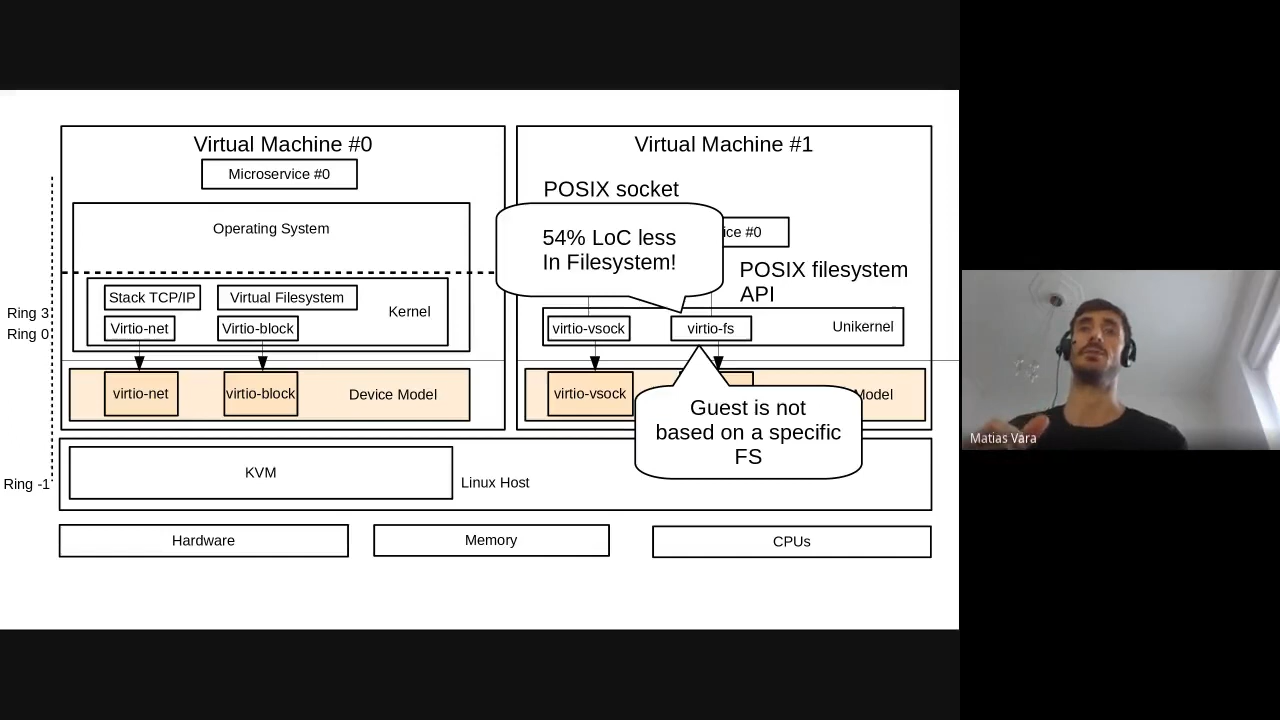 Virtual Machine #0
Microservice #0
Operating System
Stack TCP/IP
Virtual Filesystem
Kernel
Virtio-net
Virtio-block
virtio-net
virtio-block
Device Model
Virtual Machine #1
POSIX socket
54% LoC less
In Filesystem!
#0
POSIX filesystem
API
virtio-vsock
virtio-fs
Unikernel
virtio-vsock
Model
Guest is not
based on a specific
FS
Ring 3
Ring 0
Ring -1
KVM
Linux Host
Hardware
Memory
CPUs
Matias Vara